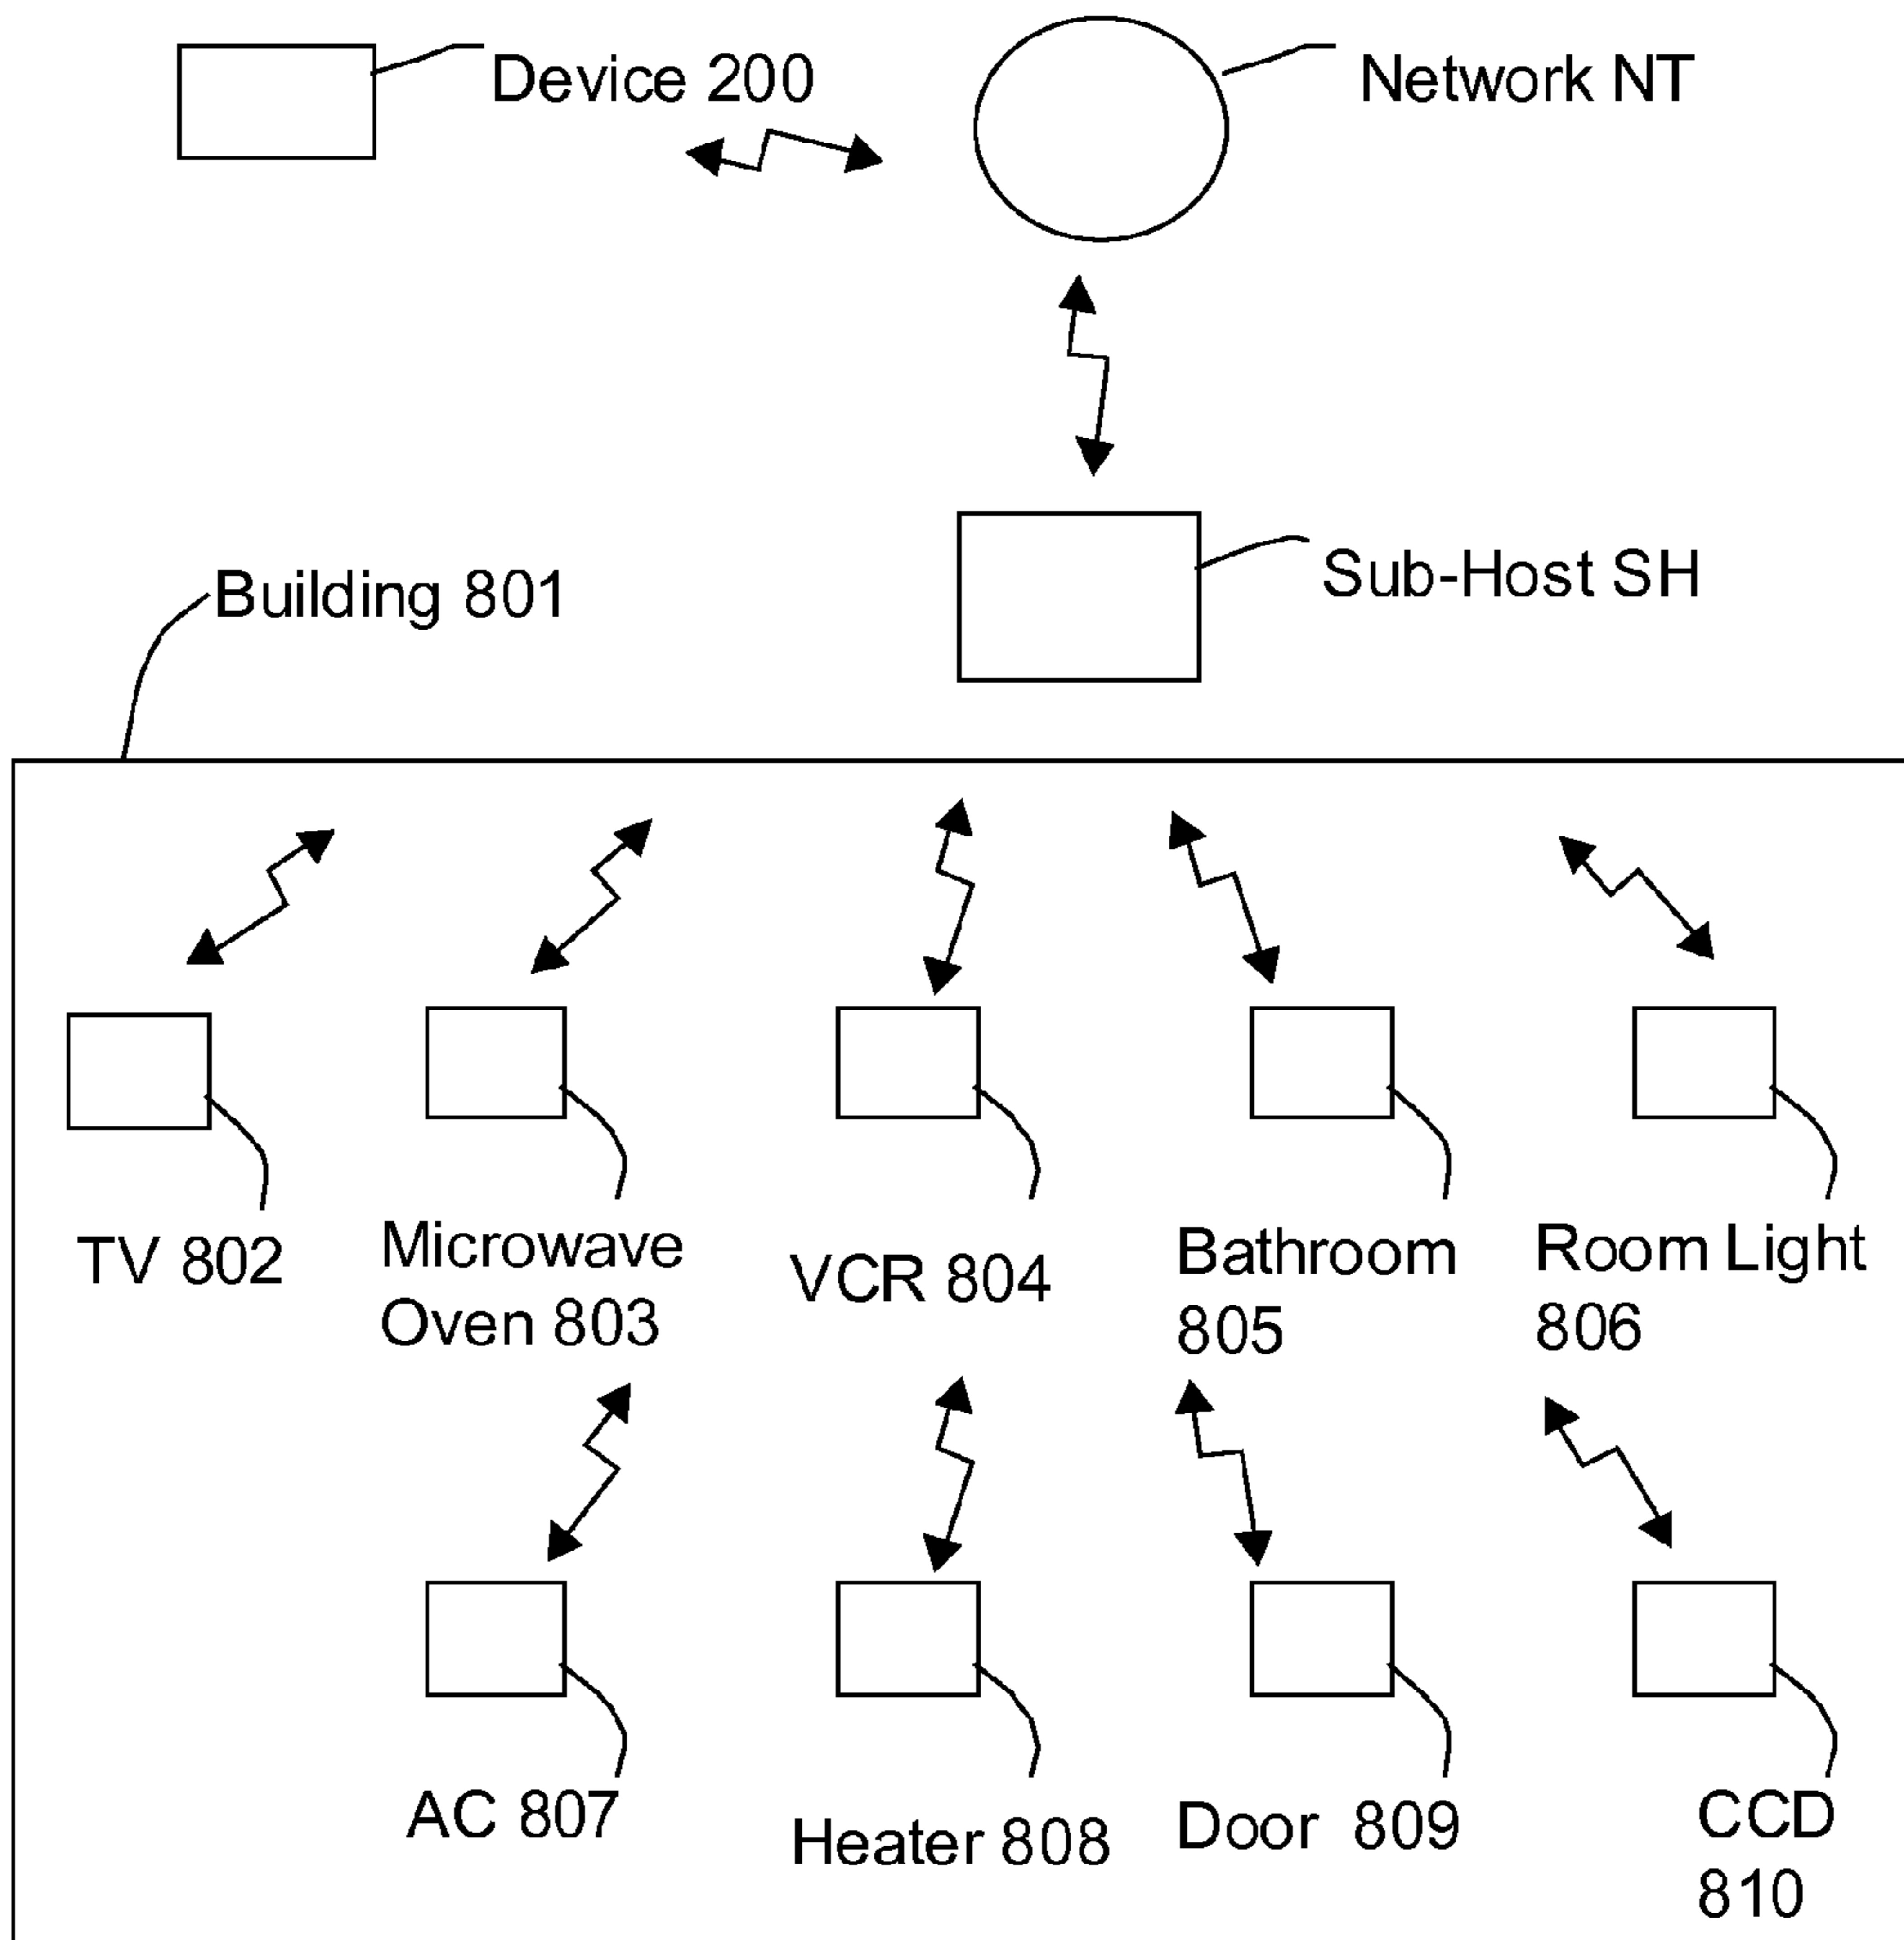 Device 200
Network NT
Sub-Host SH
Building 801
TV 802
Microwave
Oven 803
VCR 804
Bathroom
805
Room Light
806
AC 807
Heater 808
Door 809
CCD
810